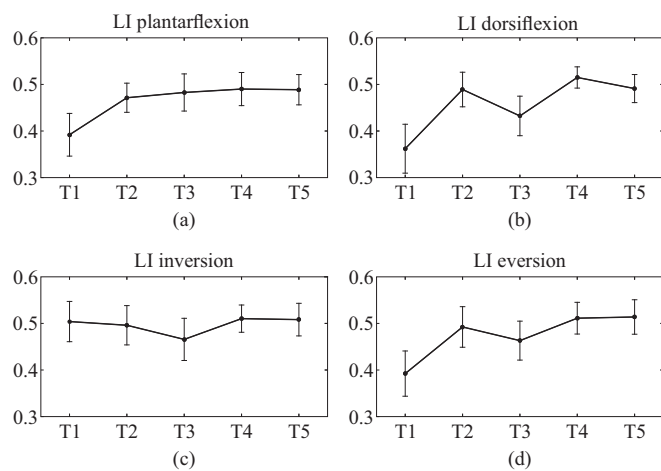 LI plantarflexion
0.6
0.5
0.4
0.3
T1 T2 T3 T4 T5
(a)
LI dorsiflexion
0.6
0.5
0.4
0.3
T1 T2 T3 T4 T5
(b)
LI inversion
0.6
0.5
0.4
0.3
T1 T2 T3 T4 T5
(c)
LI eversion
0.6
0.5
0.4
0.3
T1 T2 T3 T4 T5
(d)